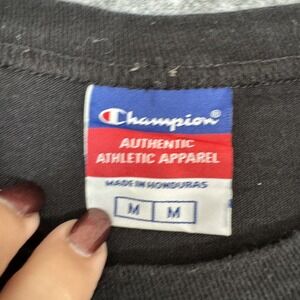 Champion®
AUTHENTIC
ATHLETIC APPAREL
MADE IN HONDURAS
M M